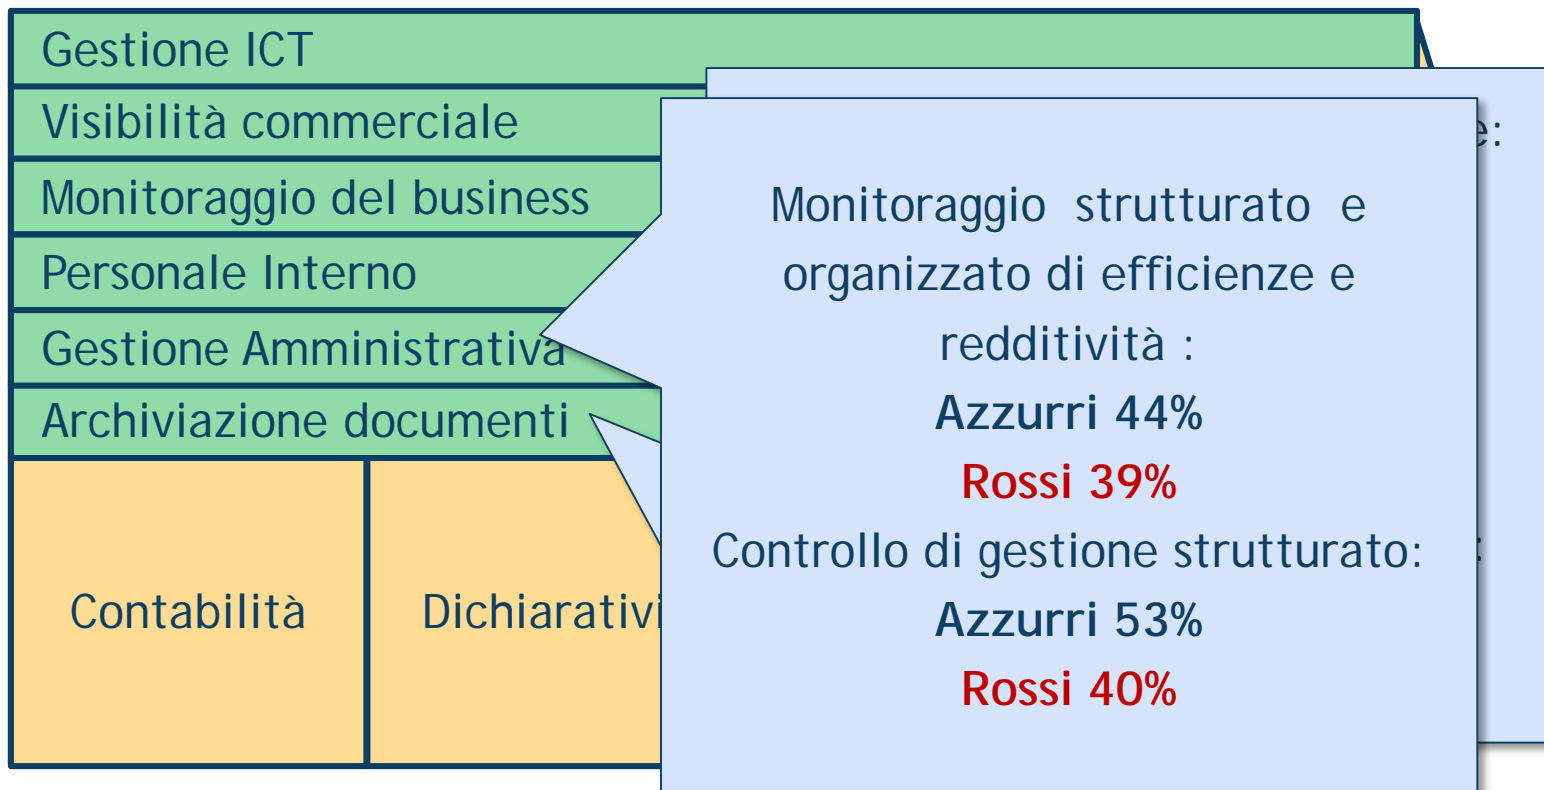 Gestione ICT
Visibilità commerciale
Monitoraggio del business
Personale Interno
Gestione Amministrativa
Archiviazione documenti
Contabilità
Dichiarativi
Monitoraggio strutturato e
organizzato di efficienze e
redditività :
Azzurri 44%
Rossi 39%
Controllo di gestione strutturato:
Azzurri 53%
Rossi 40%